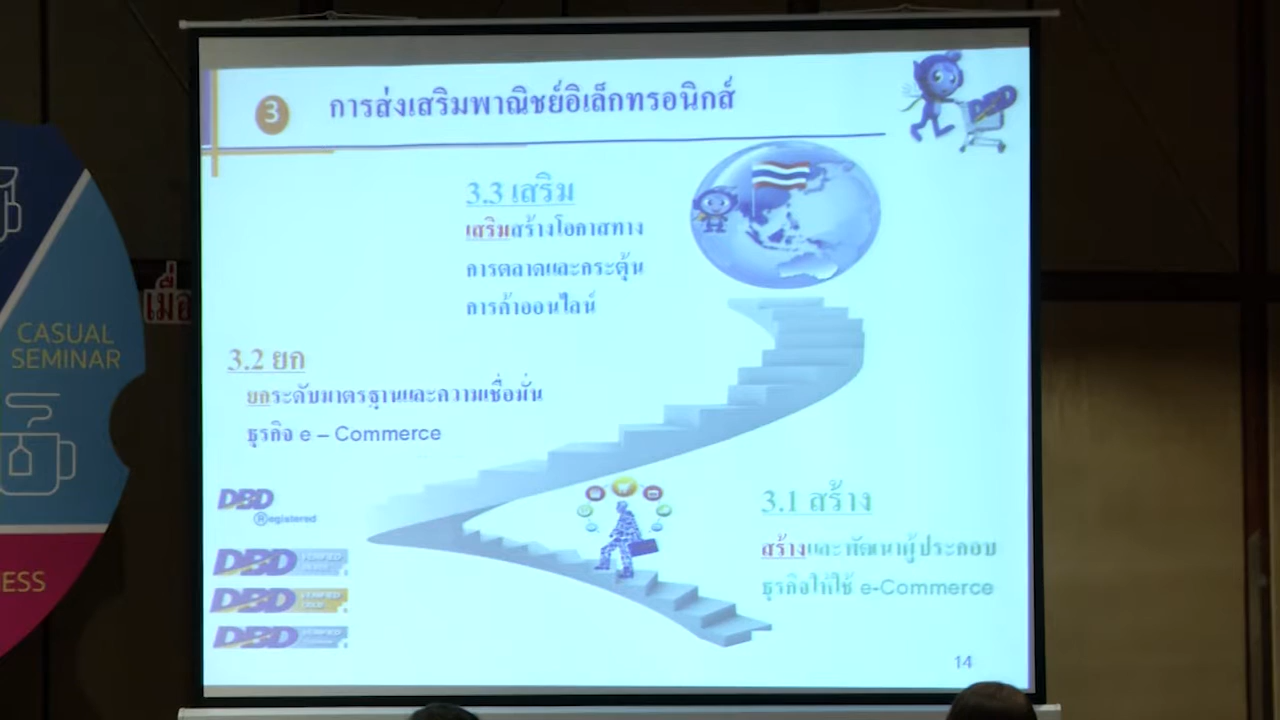 3 การส่งเสริมพาณิชย์อิเล็กทรอนิกส์
DBD
3.3 เสริม
เสริมสร้างโอกาสทาง
การตลาดและกระตุ้น
การค้าออนไลน์
เมื่อ
CASUAL
SEMINAR
3.2 ยก
ยกระดับมาตรฐานและความเชื่อมั่น
ธุรกิจ e – Commerce
DBD
Registered
DBD VERIFIED
DBD VERIFIED
DBD VERIFIED
3.1 สร้าง
สร้างและพัฒนาผู้ประกอบ
ธุรกิจให้ใช้ e-Commerce
ESS
14